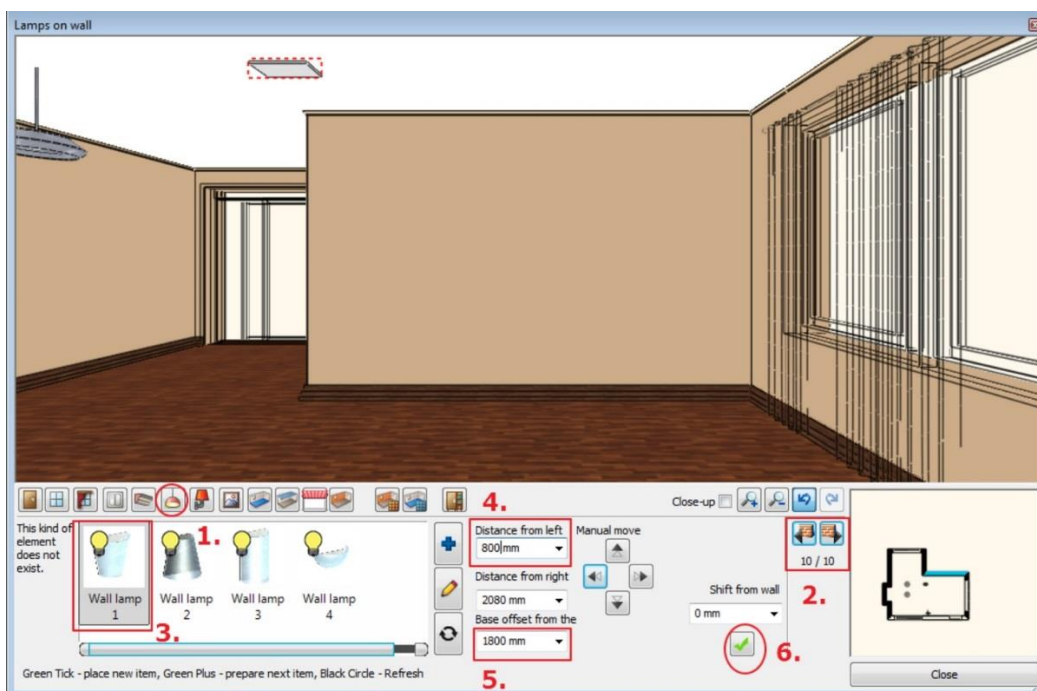 Lamps on wall
4.
Close-up
This kind of element does not exist.
1.
Distance from left
Manual move
800 mm
10 / 10
Distance from right
Shift from wall
2.
Wall lamp 1
Wall lamp 2
Wall lamp 3
Wall lamp 4
2080 mm
0 mm
3.
Base offset from the
1800 mm
6.
Green Tick - place new item, Green Plus - prepare next item, Black Circle - Refresh
5.
Close